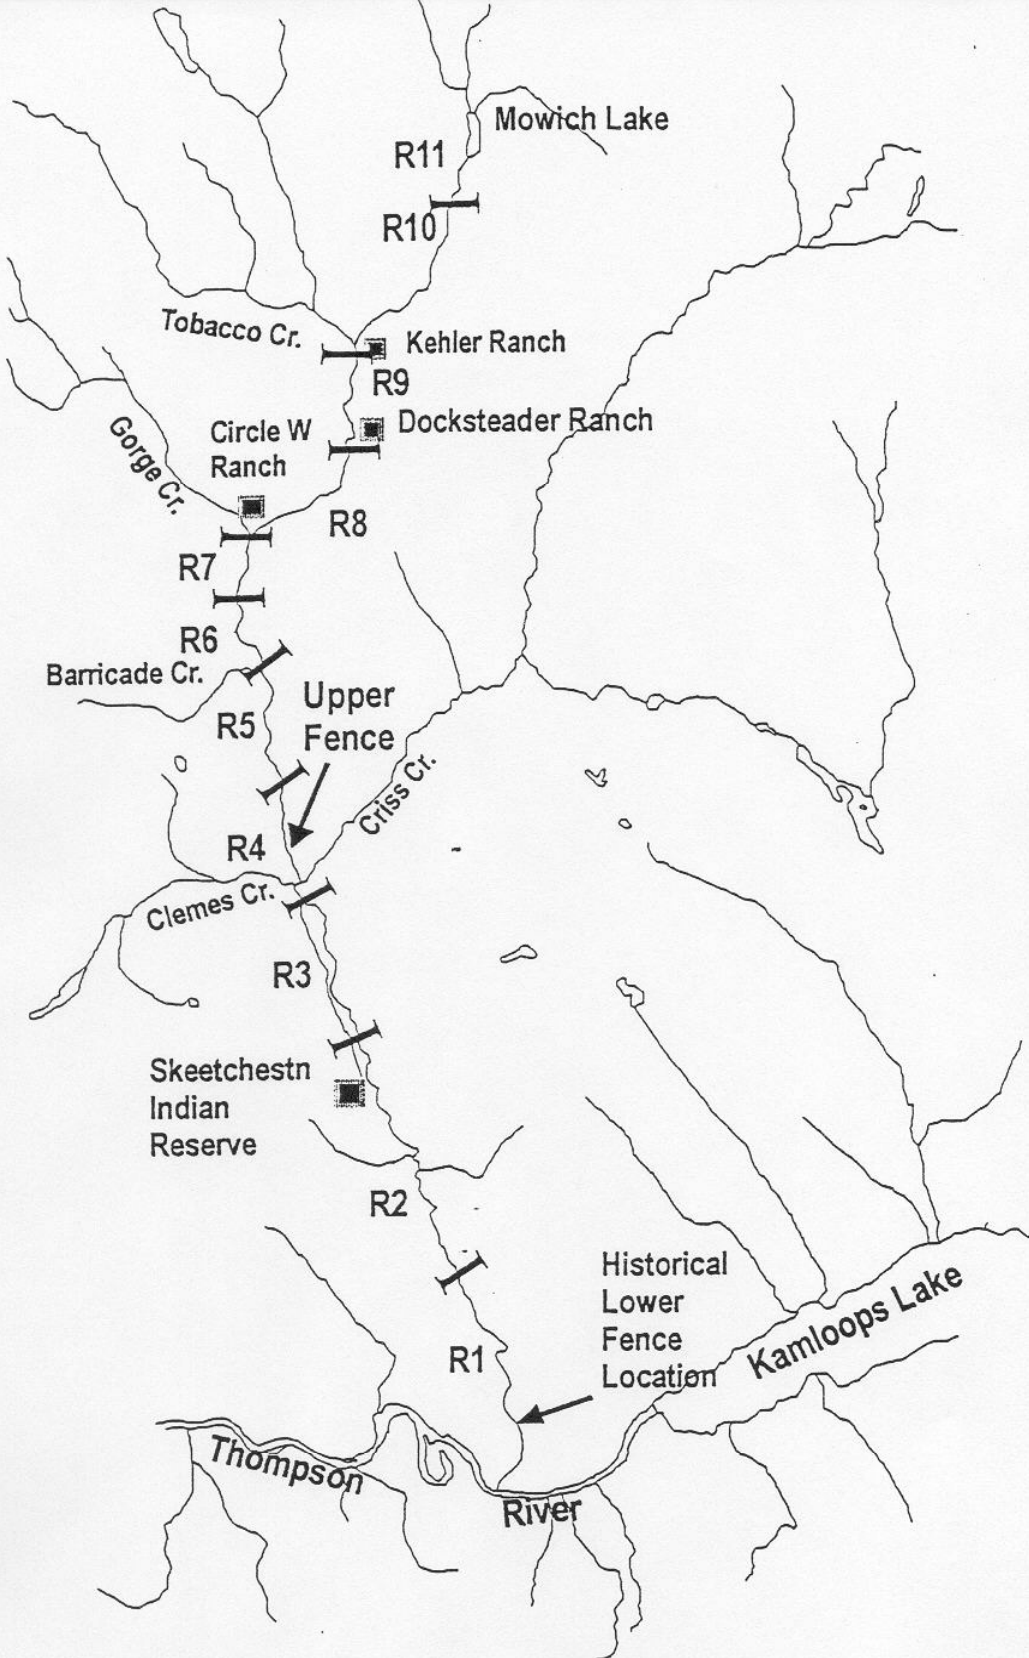 Mowich Lake
R11
R10
Tobacco Cr.
Kehler Ranch
R9
Docksteader Ranch
Circle W
Ranch
Gorge Cr.
R8
R7
R6
Barricade Cr.
Upper
Fence
R5
Criss Cr.
R4
Clemes Cr.
R3
Skeetchestn
Indian
Reserve
R2
Historical
Lower
Fence
Location
Kamloops Lake
R1
Thompson
River